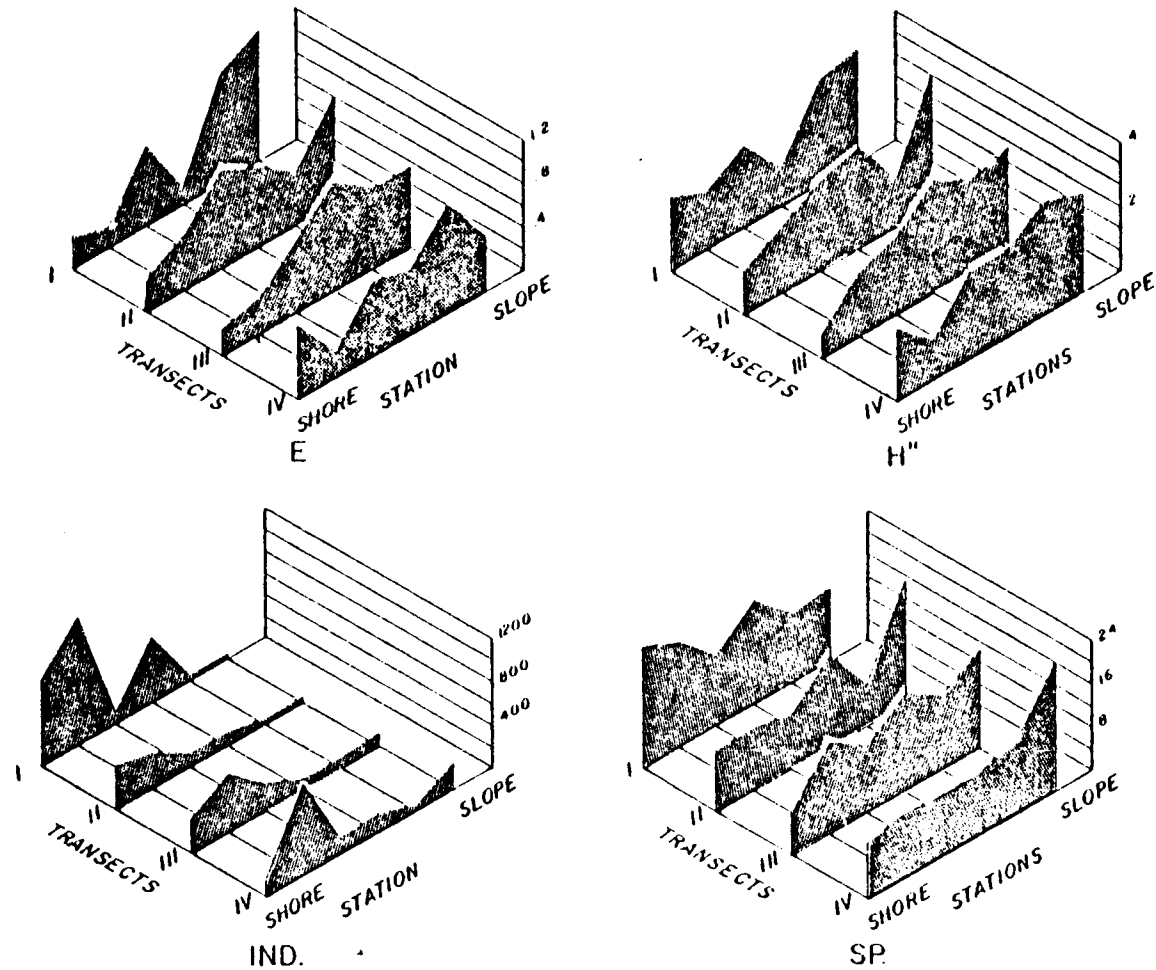 1 2
8
4
I
II
III
IV
TRANSECTS
SHORE STATION SLOPE
E
4
2
I
II
III
IV
TRANSECTS
SHORE STATIONS SLOPE
H"
1200
800
400
I
II
III
IV
TRANSECTS
SHORE STATION SLOPE
IND.
24
16
8
I
II
III
IV
TRANSECTS
SHORE STATIONS SLOPE
SP.